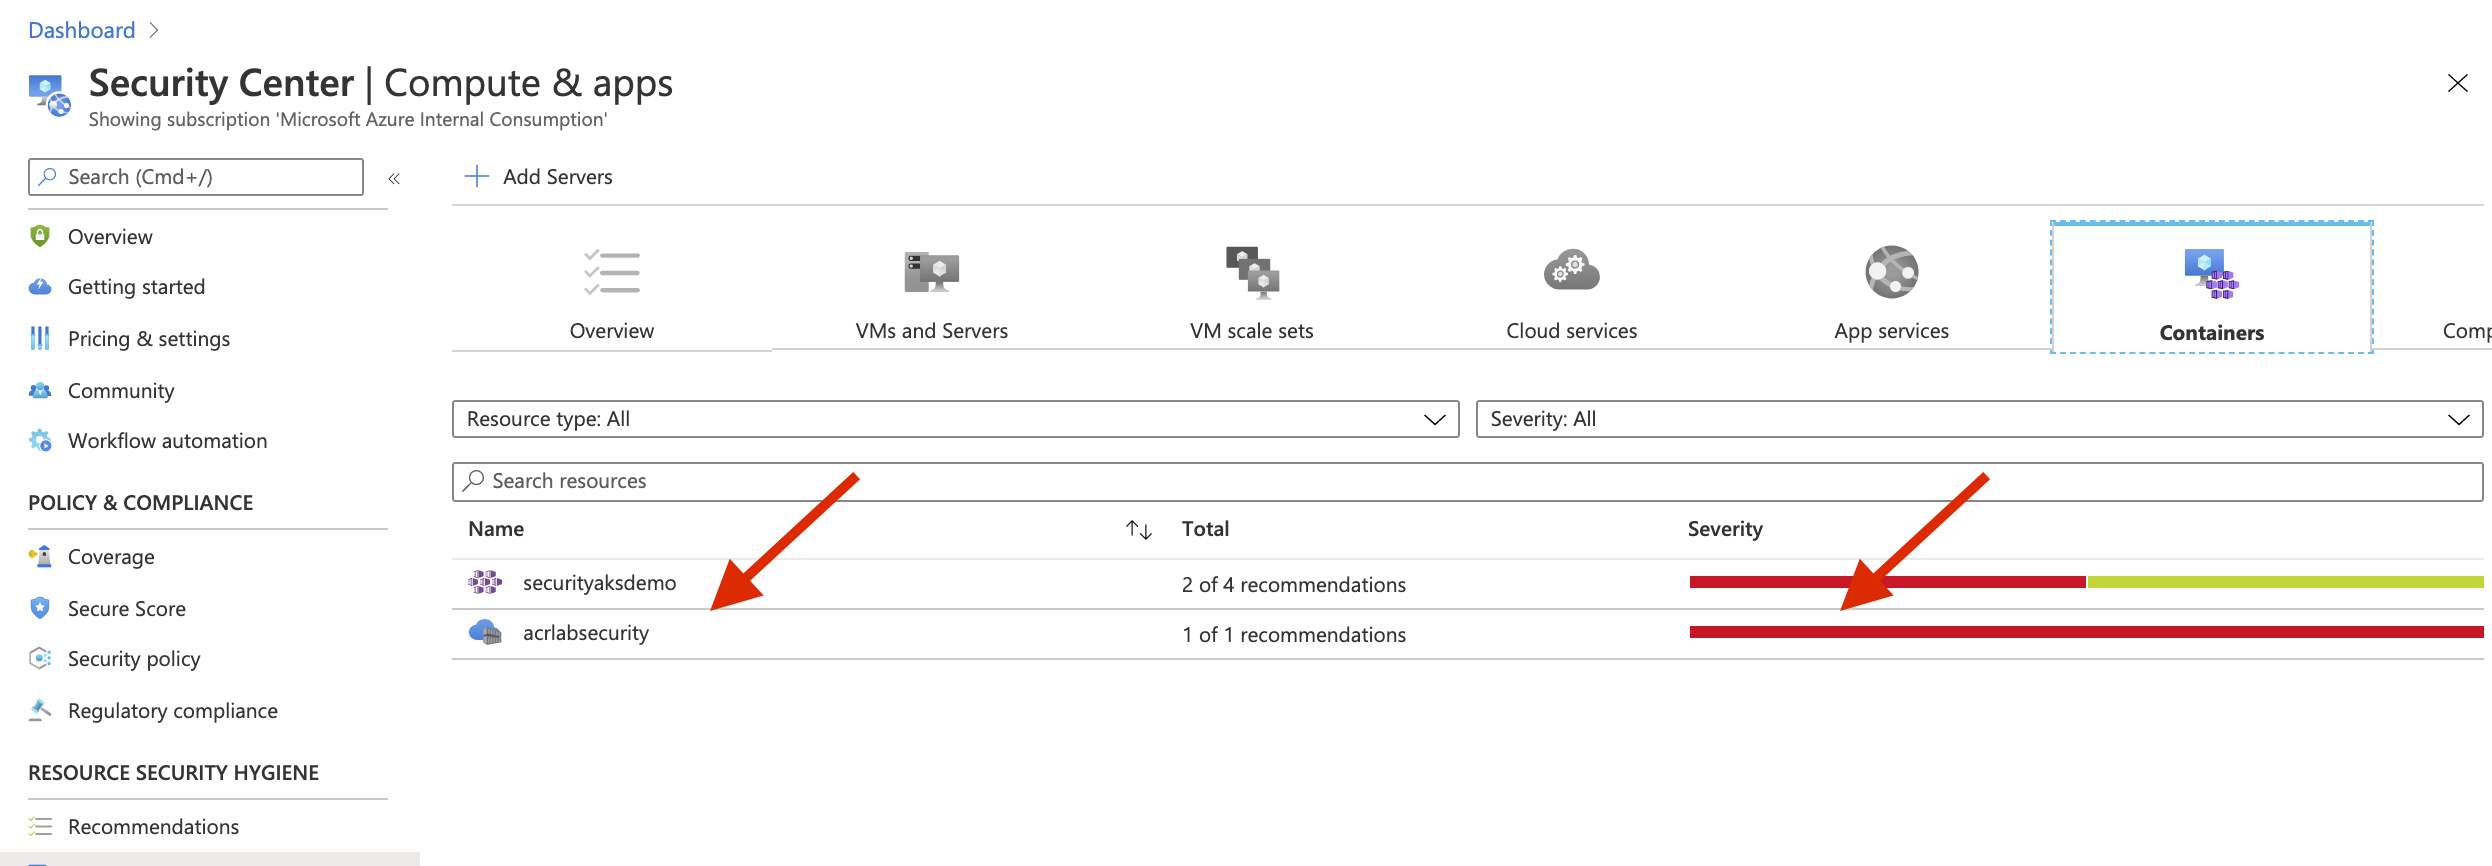 Dashboard
Security Center | Compute & apps
Showing subscription 'Microsoft Azure Internal Consumption'
Search (Cmd+/)
«
Add Servers
Overview
Getting started
Pricing & settings
Community
Workflow automation
POLICY & COMPLIANCE
Coverage
Secure Score
Security policy
Regulatory compliance
RESOURCE SECURITY HYGIENE
Recommendations
Overview
VMs and Servers
VM scale sets
Cloud services
App services
Containers
Comp
Resource type: All
Severity: All
Search resources
Name Total Severity
securityaksdemo 2 of 4 recommendations
acrlabsecurity 1 of 1 recommendations